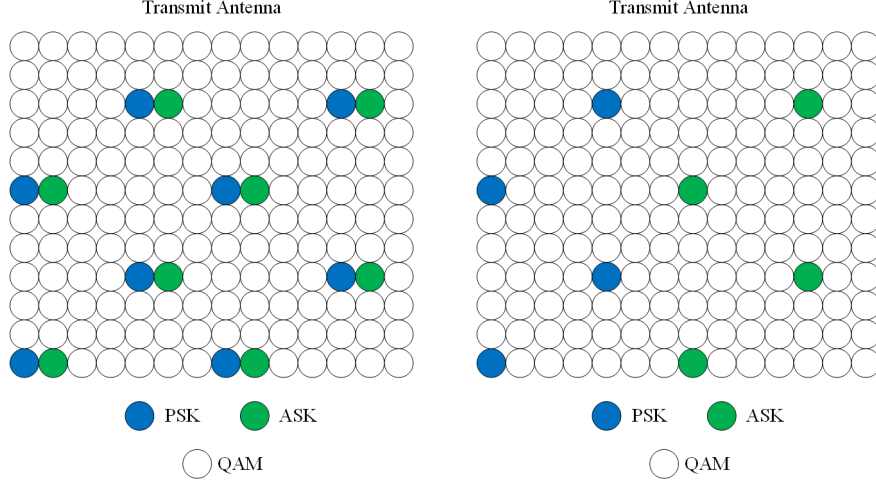 Transmit Antenna
Transmit Antenna
PSK
ASK
QAM
PSK
ASK
QAM